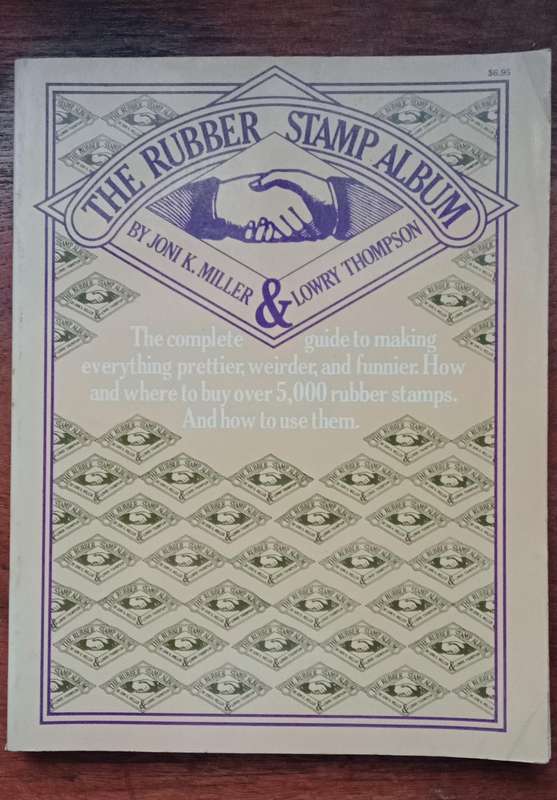 $6.95
THE RUBBER STAMP ALBUM
BY JONI K. MILLER
& LOWRY THOMPSON
The complete guide to making
everything prettier, weirder, and funnier. How
and where to buy over 5,000 rubber stamps.
And how to use them.